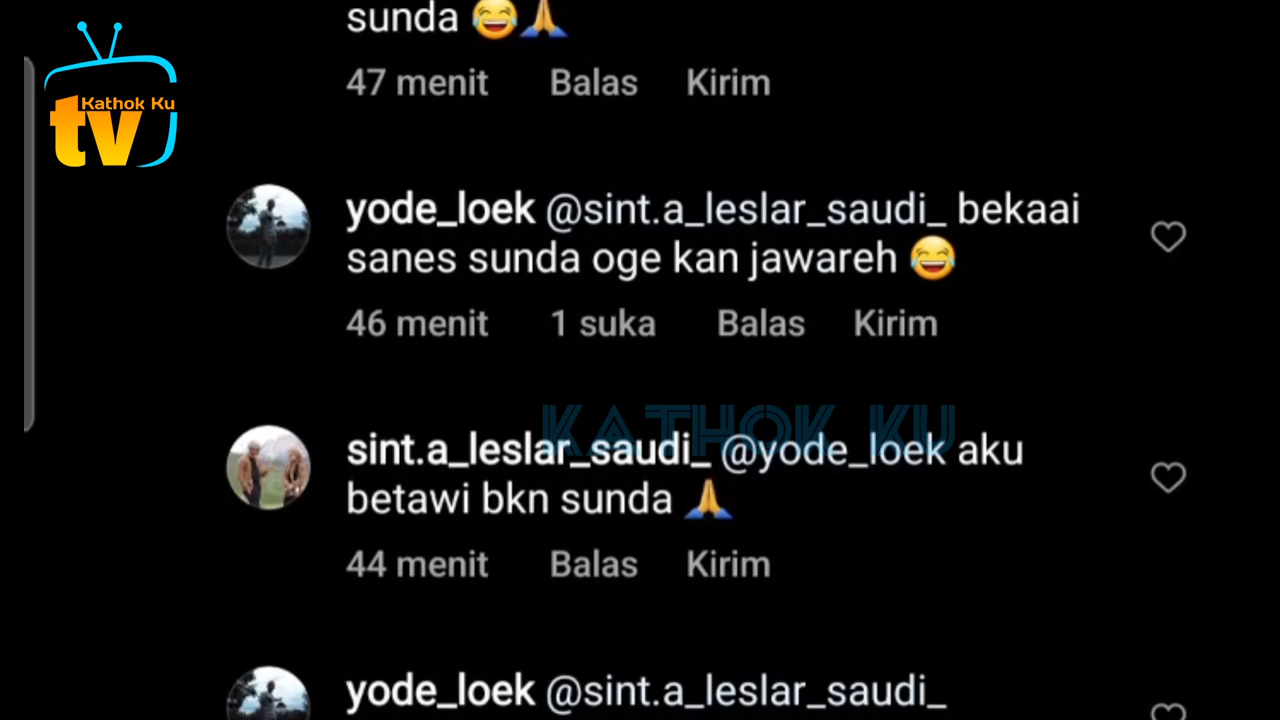 sunda 😂🙏
47 menit Balas Kirim
Kathok Ku
tv
yode_loek @sint.a_leslar_saudi_ bekaai
sanes sunda oge kan jawareh 😂
46 menit 1 suka Balas Kirim
KATHOK KU
sint.a_leslar_saudi_ @yode_loek aku
betawi bkn sunda 🙏
44 menit Balas Kirim
yode_loek @sint.a_leslar_saudi_